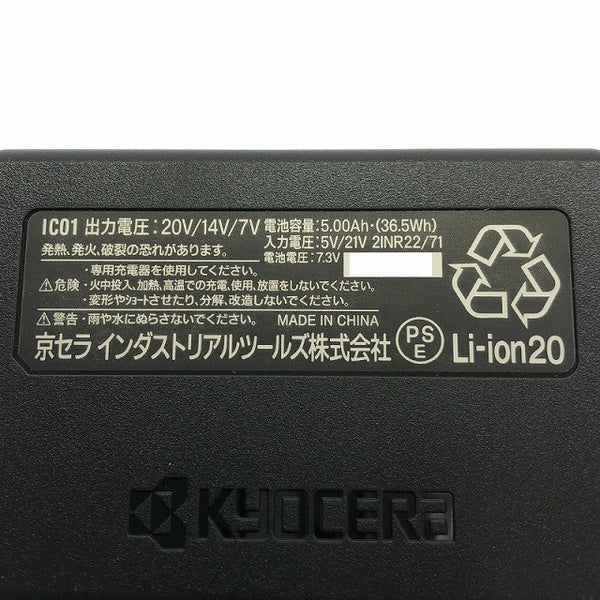 IC01 出力電圧：20V/14V/7V 電池容量：5.00Ah・(36.5Wh)
入力電圧：5V/21V 2INR22/71
電池電圧：7.3V
発熱、発火、破裂の恐れがあります。
・専用充電器を使用してください。
⚠危険・火中投入、加熱、高温での充電、使用、放置をしないでください。
・変形やショートさせたり、分解、改造しないでください。
⚠警告・雨や水にぬらさないでください。 MADE IN CHINA
京セラ インダストリアルツールズ株式会社 PSE Li-ion20
KYOCERA